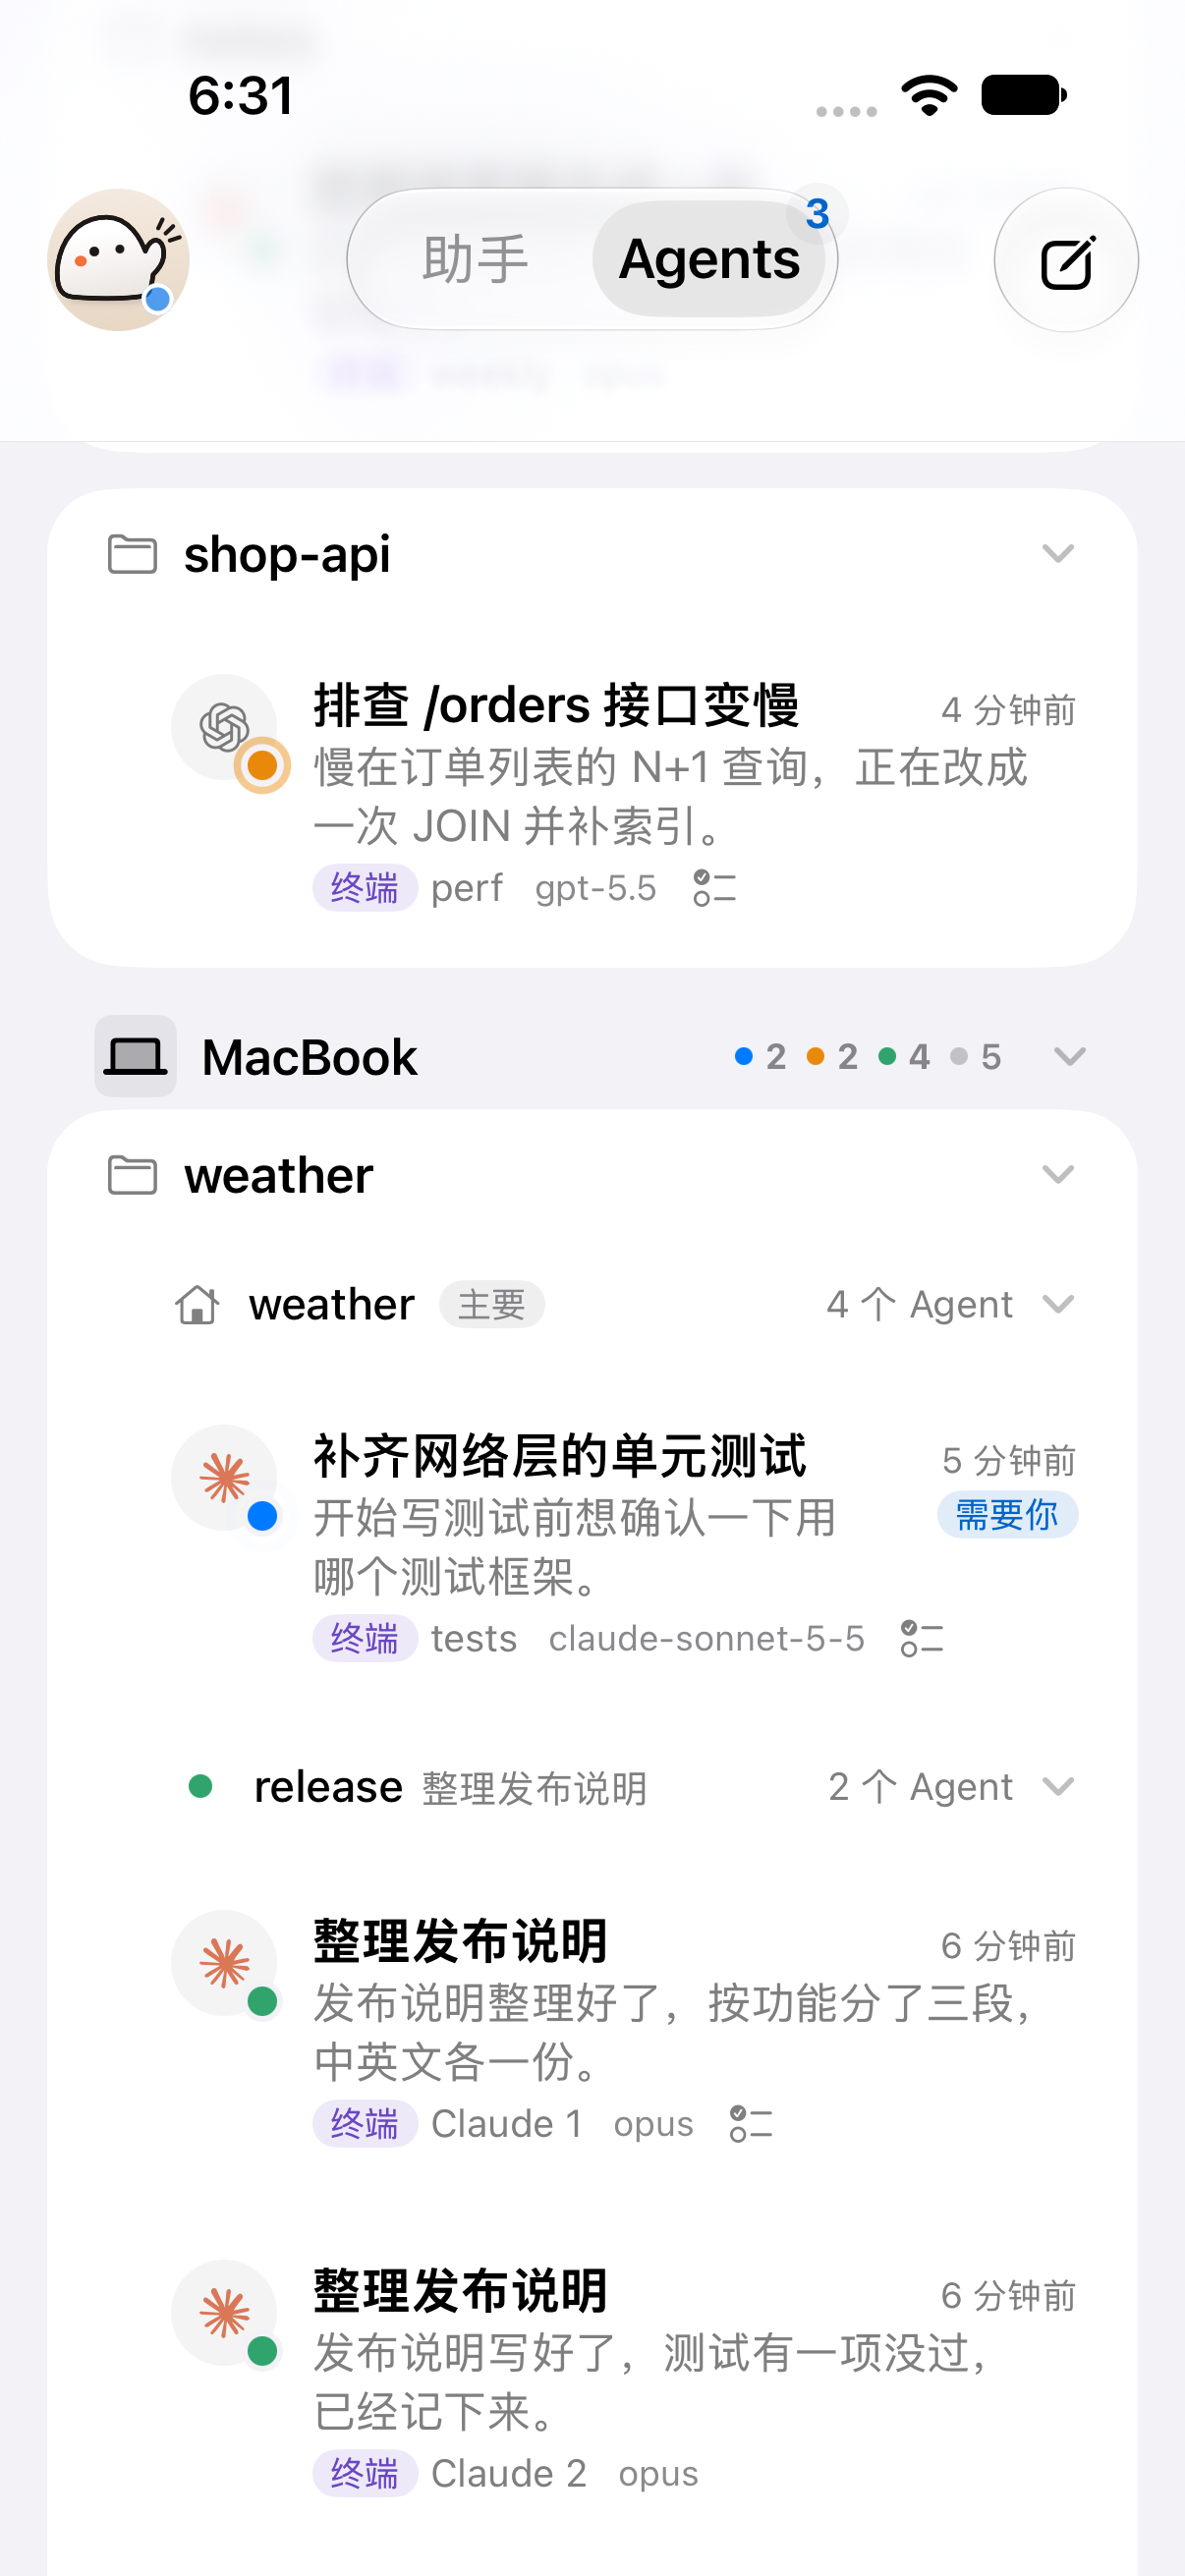 6:31
助手
Agents
3
终端 weekly opus
shop-api
排查 /orders 接口变慢
4 分钟前
慢在订单列表的 N+1 查询，正在改成
一次 JOIN 并补索引。
终端 perf gpt-5.5
MacBook
2 2 4 5
weather
weather 主要
4 个 Agent
补齐网络层的单元测试
5 分钟前
开始写测试前想确认一下用
需要你
哪个测试框架。
终端 tests claude-sonnet-5-5
release 整理发布说明
2 个 Agent
整理发布说明
6 分钟前
发布说明整理好了，按功能分了三段，
中英文各一份。
终端 Claude 1 opus
整理发布说明
6 分钟前
发布说明写好了，测试有一项没过，
已经记下来。
终端 Claude 2 opus